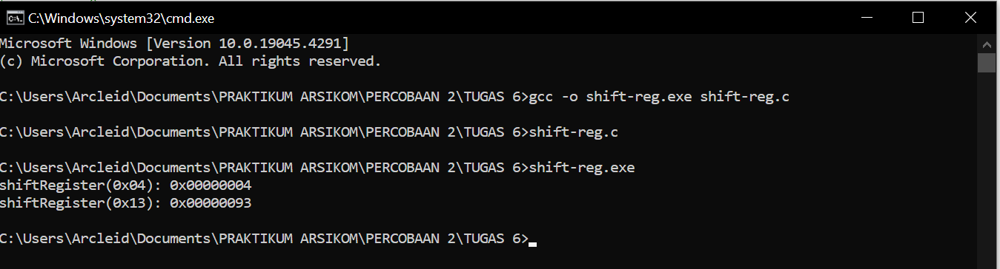 C:\Windows\system32\cmd.exe
Microsoft Windows [Version 10.0.19045.4291]
(c) Microsoft Corporation. All rights reserved.
C:\Users\Arcleid\Documents\PRAKTIKUM ARSIKOM\PERCOBAAN 2\TUGAS 6>gcc -o shift-reg.exe shift-reg.c
C:\Users\Arcleid\Documents\PRAKTIKUM ARSIKOM\PERCOBAAN 2\TUGAS 6>shift-reg.c
C:\Users\Arcleid\Documents\PRAKTIKUM ARSIKOM\PERCOBAAN 2\TUGAS 6>shift-reg.exe
shiftRegister(0x04): 0x00000004
shiftRegister(0x13): 0x00000093
C:\Users\Arcleid\Documents\PRAKTIKUM ARSIKOM\PERCOBAAN 2\TUGAS 6>